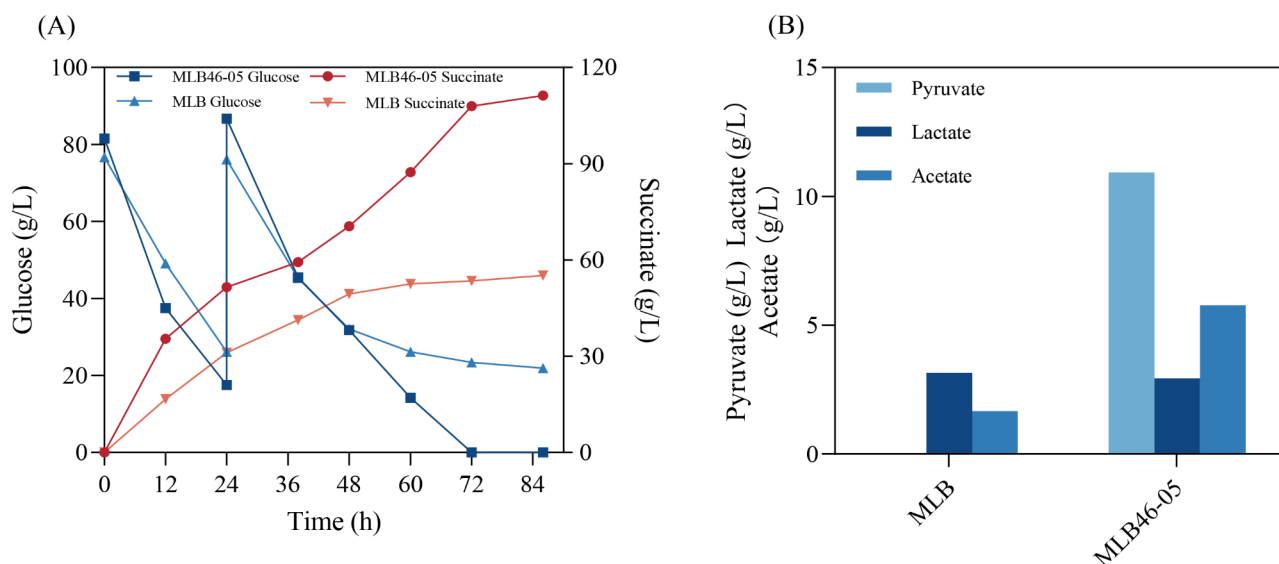 (A)
100
80
60
40
20
0
Glucose (g/L)
MLB46-05 Glucose
MLB46-05 Succinate
MLB Glucose
MLB Succinate
120
90
60
30
0
Succinate (g/L)
0 12 24 36 48 60 72 84
Time (h)
(B)
15
10
5
0
Pyruvate (g/L) Lactate (g/L)
Acetate (g/L)
Pyruvate
Lactate
Acetate
MLB
MLB46-05